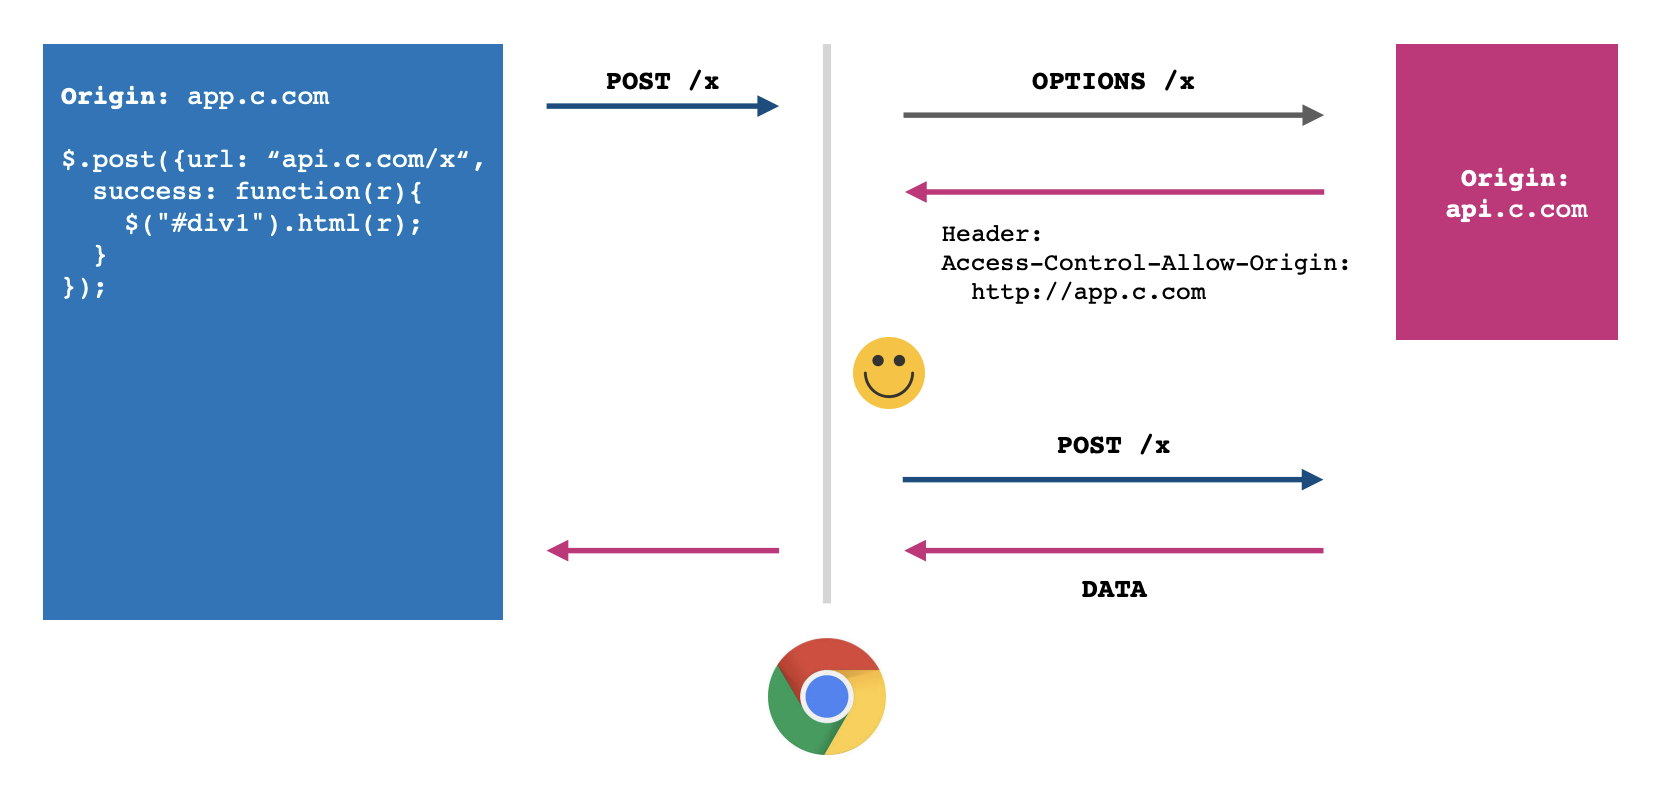 Origin: app.c.com
$.post({url: “api.c.com/x“,
  success: function(r){
    $("#div1").html(r);
  }
});
POST /x
OPTIONS /x
Header:
Access-Control-Allow-Origin:
  http://app.c.com
POST /x
DATA
Origin:
api.c.com